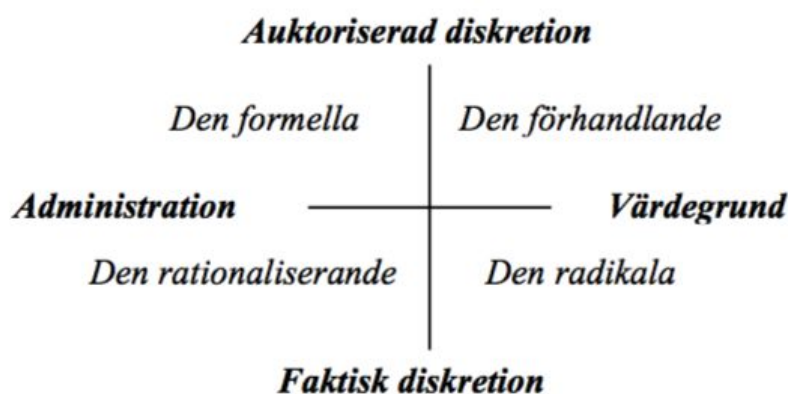 Auktoriserad diskretion
Den formella
Den förhandlande
Administration
Värdegrund
Den rationaliserande
Den radikala
Faktisk diskretion